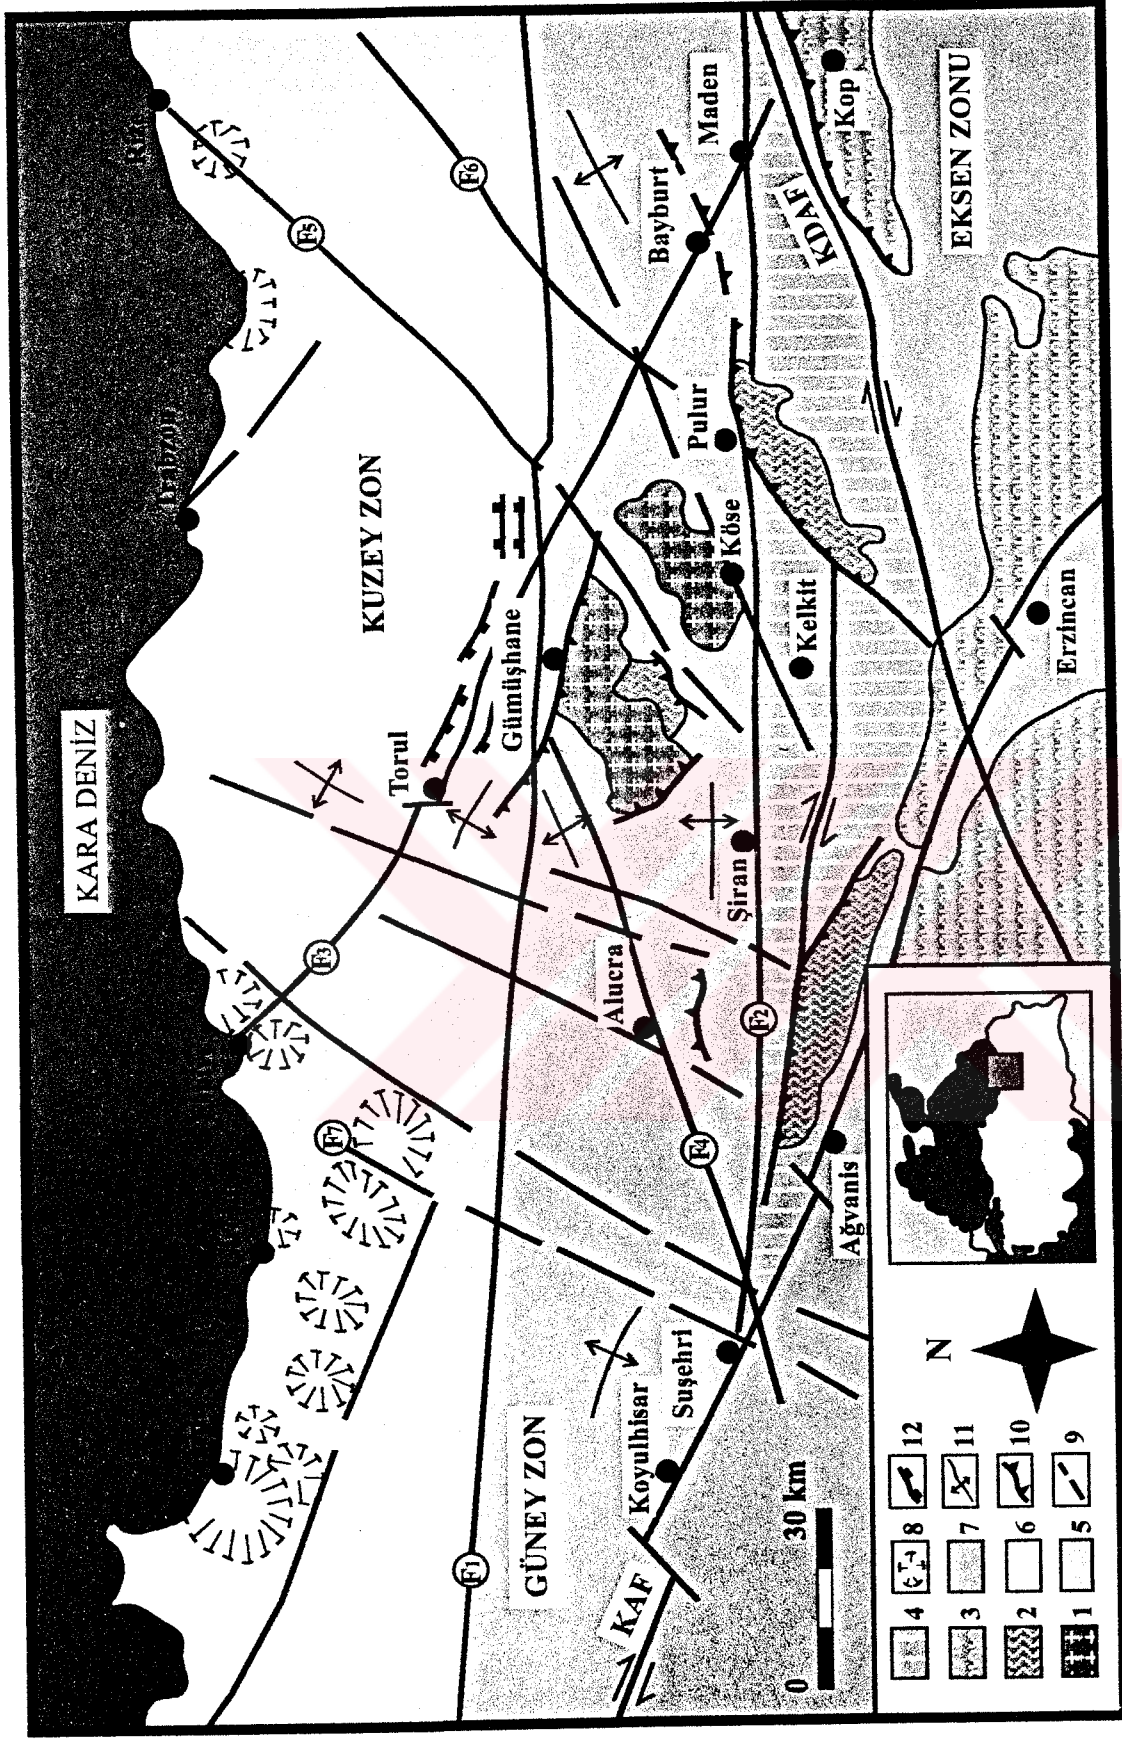 KARA DENİZ
Rize
Trabzon
KUZEY ZON
F5
F6
F3
F7
F1
F2
F4
Torul
Gümüşhane
Bayburt
Maden
Kop
KDAF
EKSEN ZONU
Pulur
Köse
Kelkit
Erzincan
Şiran
Alucra
Ağvanis
Suşehri
Koyulhisar
GÜNEY ZON
KAF
0 30 km
N
4 8 12
3 7 11
2 6 10
1 5 9